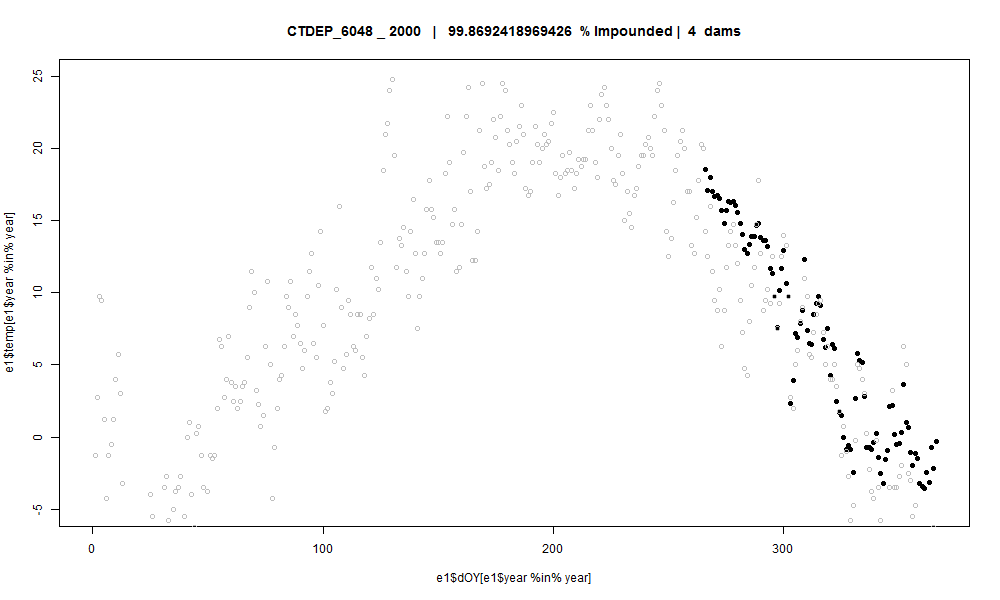 CTDEP_6048 _ 2000 | 99.8692418969426 % Impounded | 4 dams
25
20
15
10
5
0
-5
e1$temp[e1$year %in% year]
0 100 200 300
e1$dOY[e1$year %in% year]